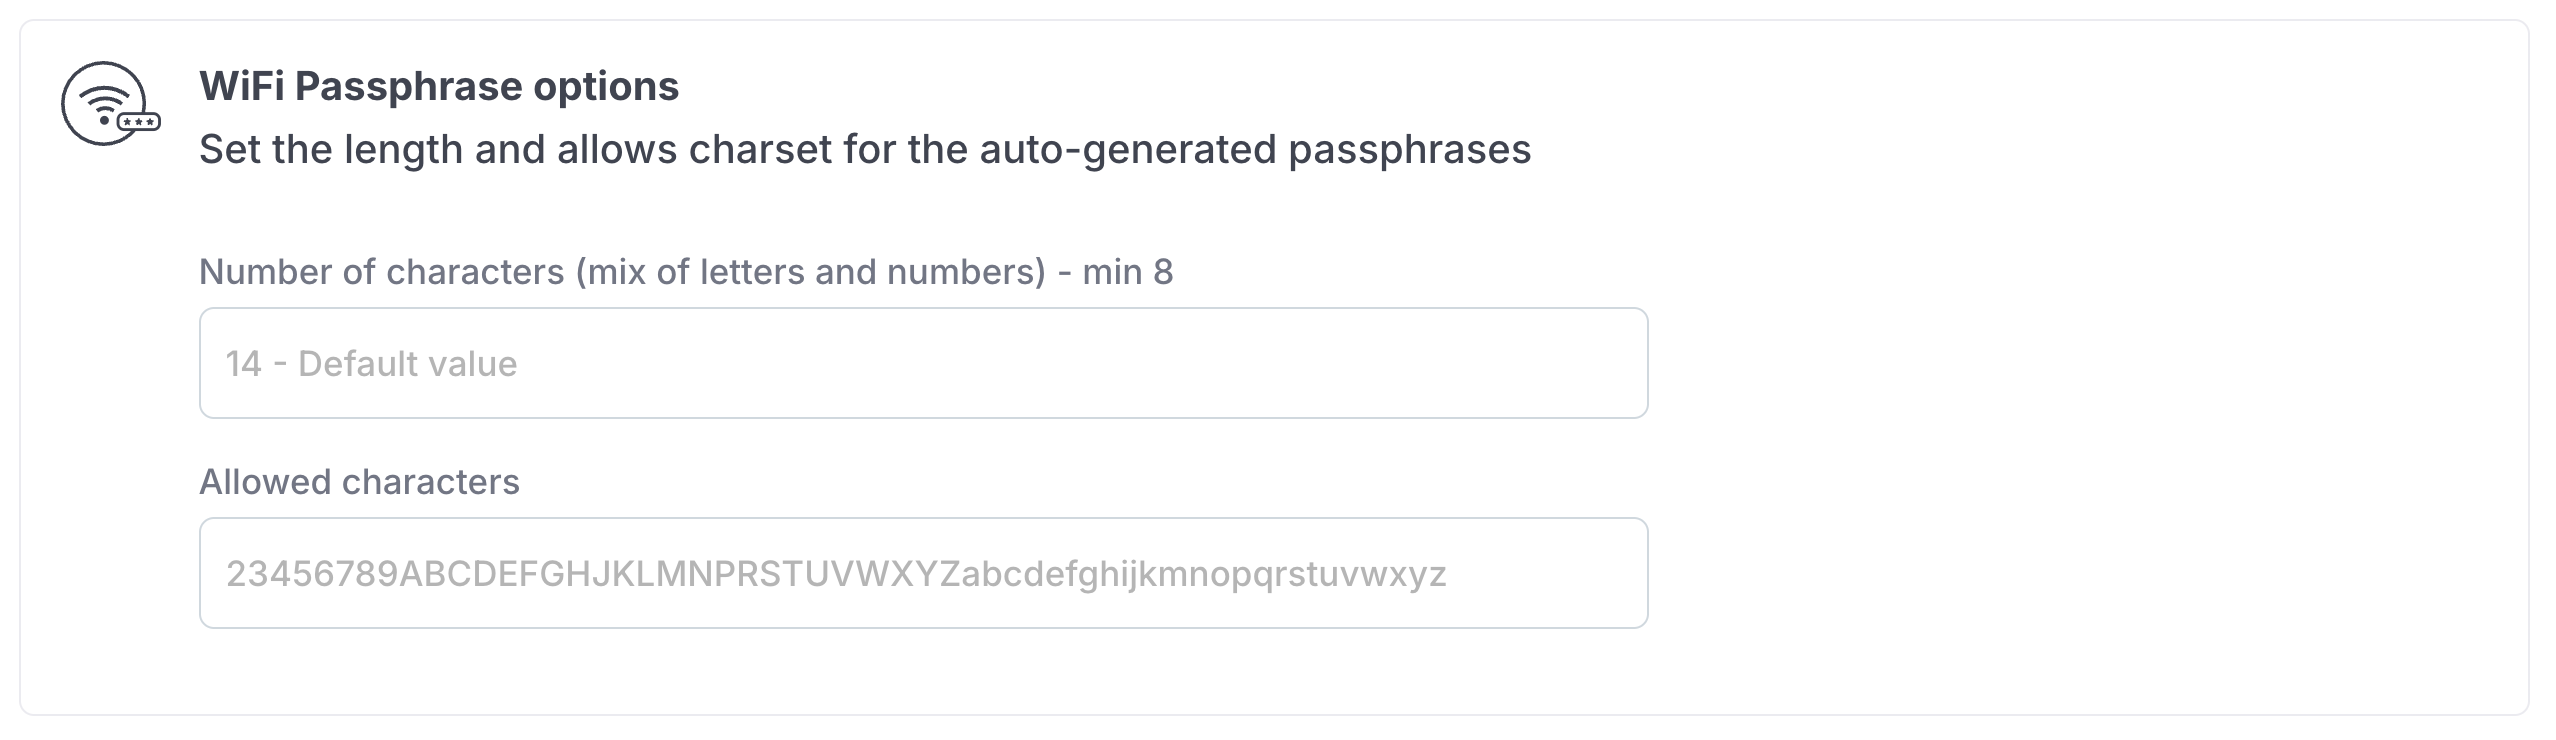 WiFi Passphrase options
Set the length and allows charset for the auto-generated passphrases
Number of characters (mix of letters and numbers) - min 8
14 - Default value
Allowed characters
23456789ABCDEFGHJKLMNPRSTUVWXYZabcdefghijkmnopqrstuvwxyz